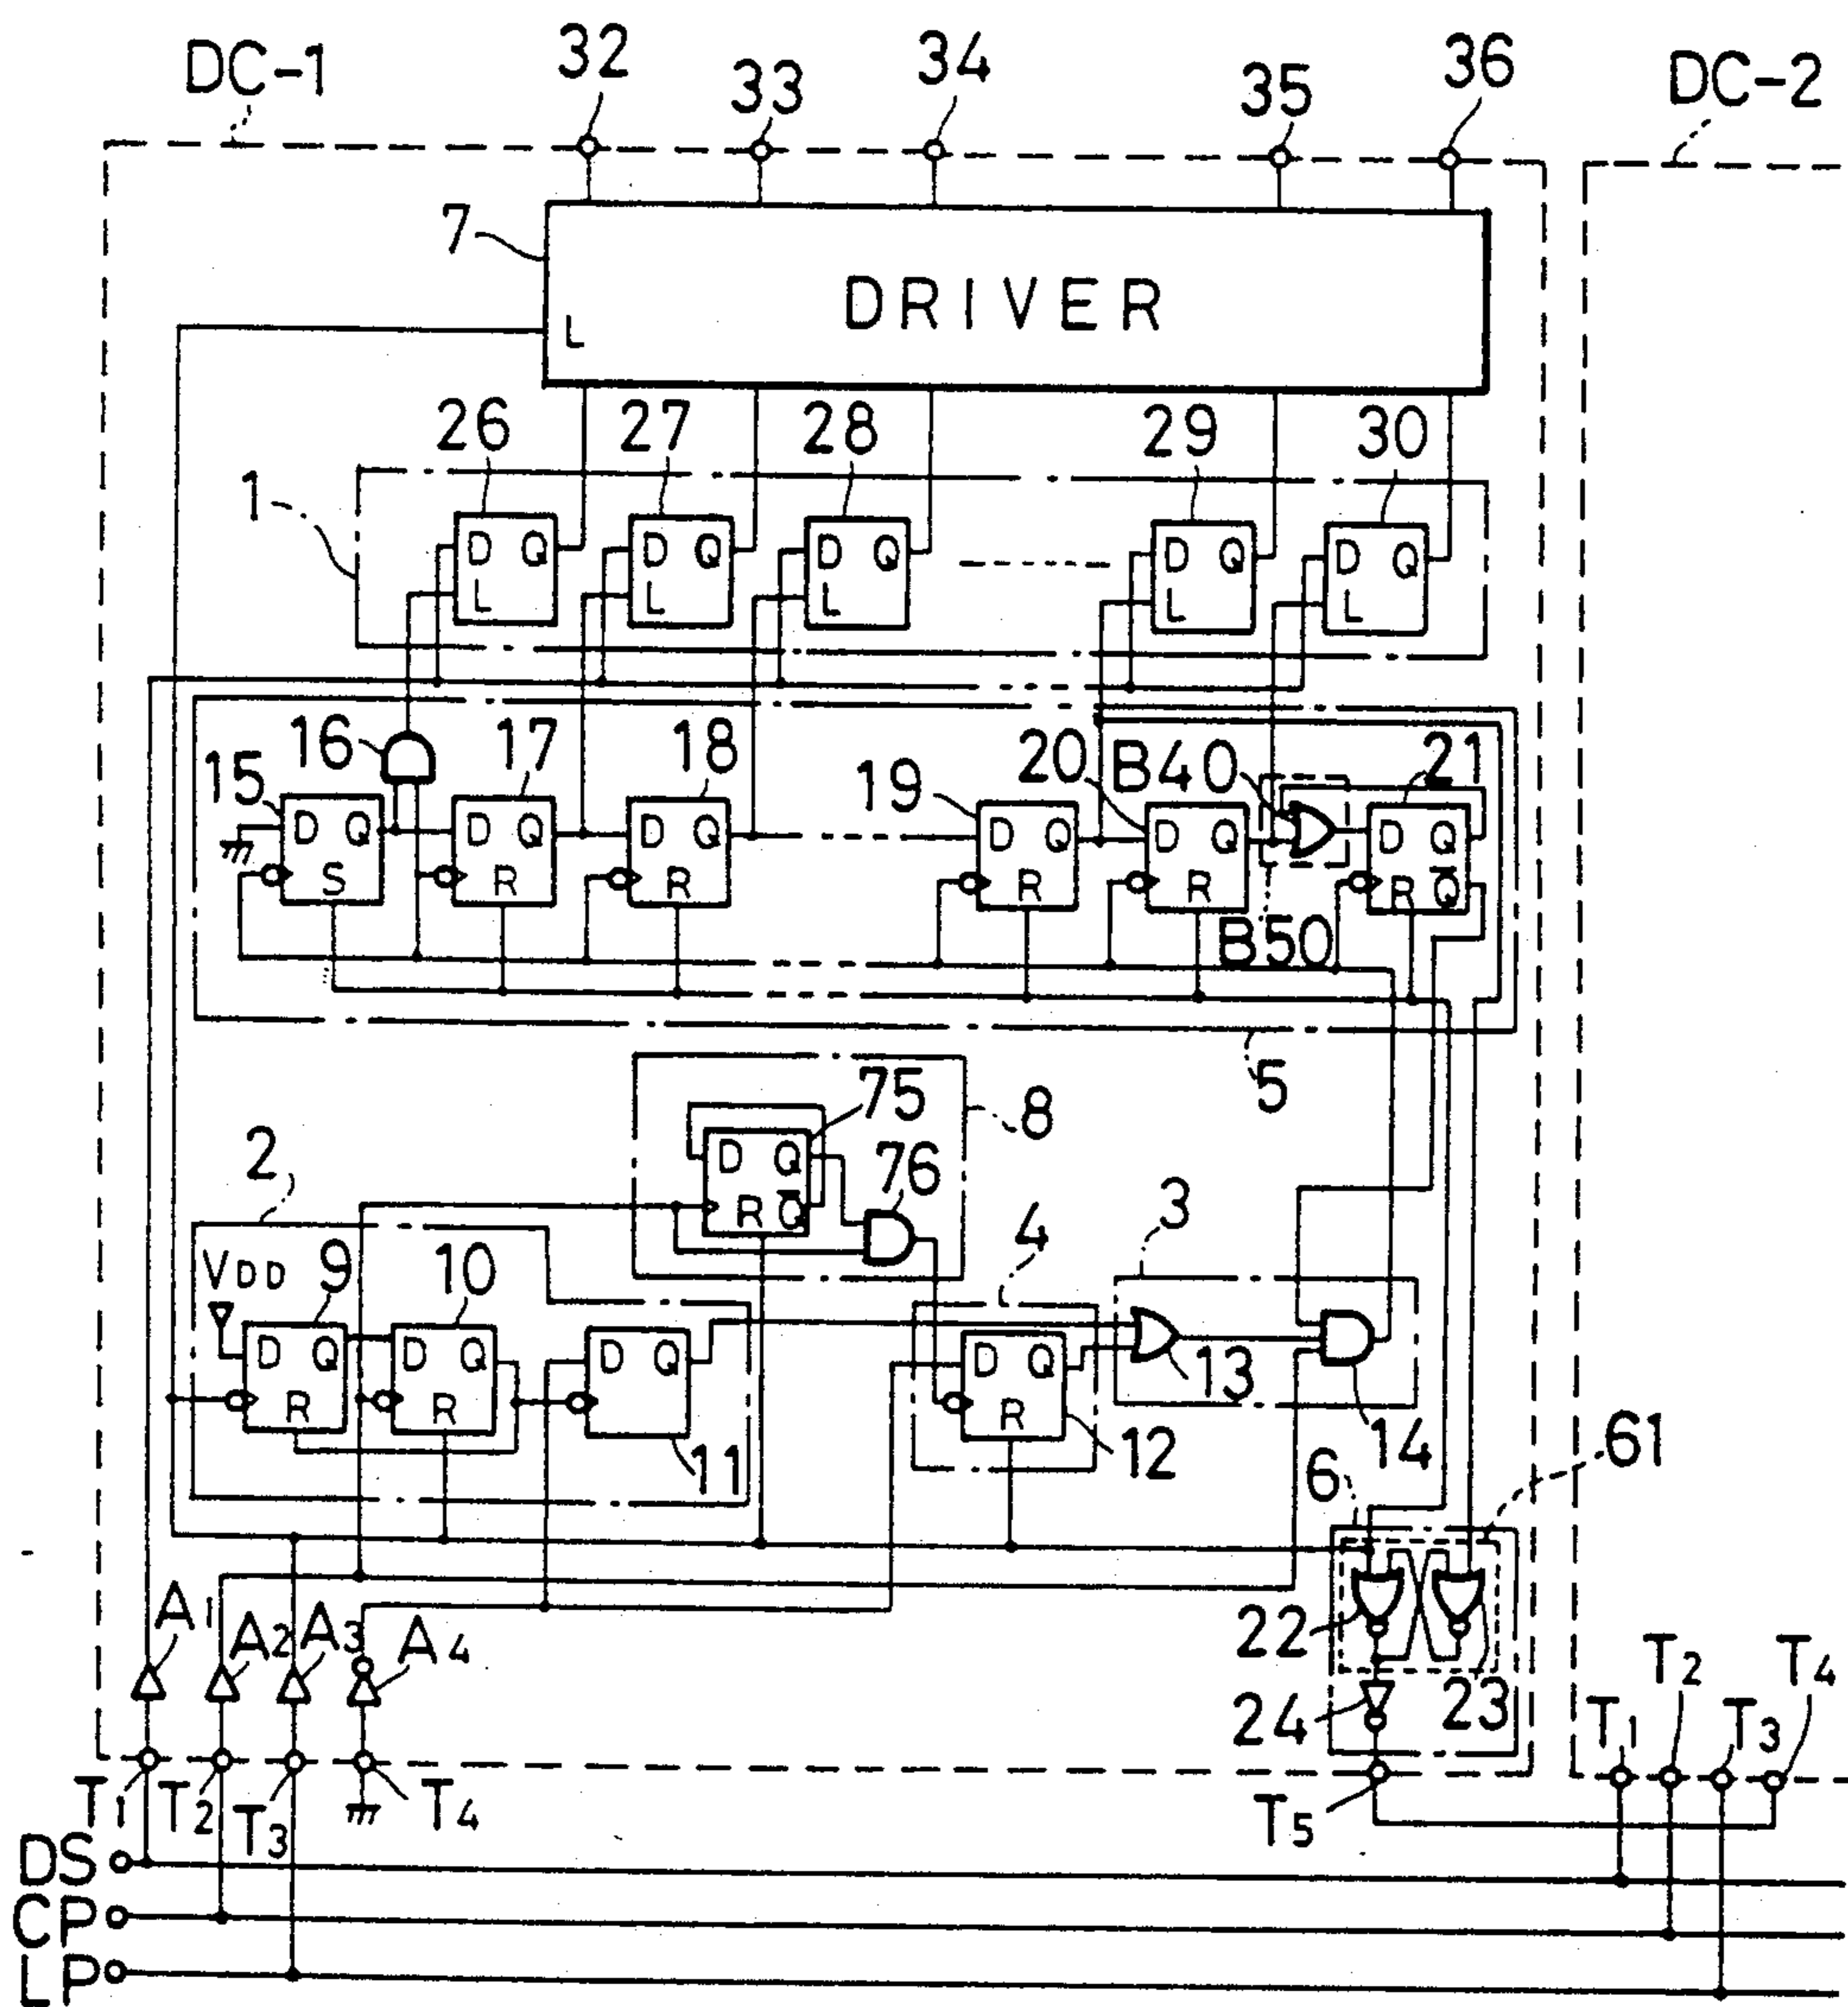 DC-1
32
33
34
35
36
DC-2
7
DRIVER
L
26
27
28
29
30
1
D Q
L
D Q
L
D Q
L
D Q
L
D Q
L
15
16
17
18
19
20
B40
21
D Q
S
D Q
R
D Q
R
D Q
R
D Q
R
D Q
R Q̅
B50
5
75
8
D Q
R Q̅
76
2
4
3
VDD
9
10
D Q
R
D Q
R
D Q
11
D Q
R
12
13
14
6
61
A1
A2
A3
A4
22
23
24
T1
T2
T3
T4
T5
T1
T2
T3
T4
DS
CP
LP